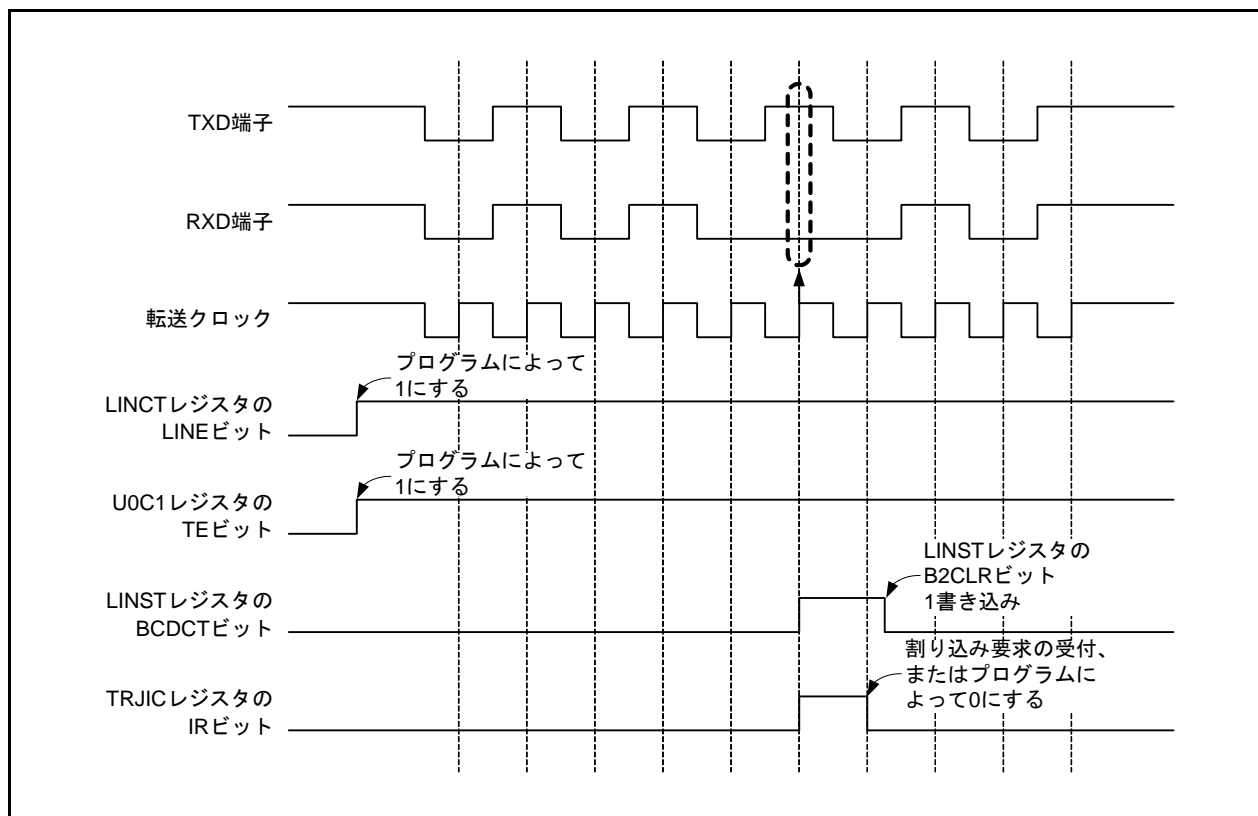 TXD端子
RXD端子
転送クロック
プログラムによって
1にする
LINCTレジスタの
LINEビット
プログラムによって
1にする
U0C1レジスタの
TEビット
LINSTレジスタの
B2CLRビット
1書き込み
LINSTレジスタの
BCDCTビット
割り込み要求の受付、
またはプログラムに
よって0にする
TRJICレジスタの
IRビット